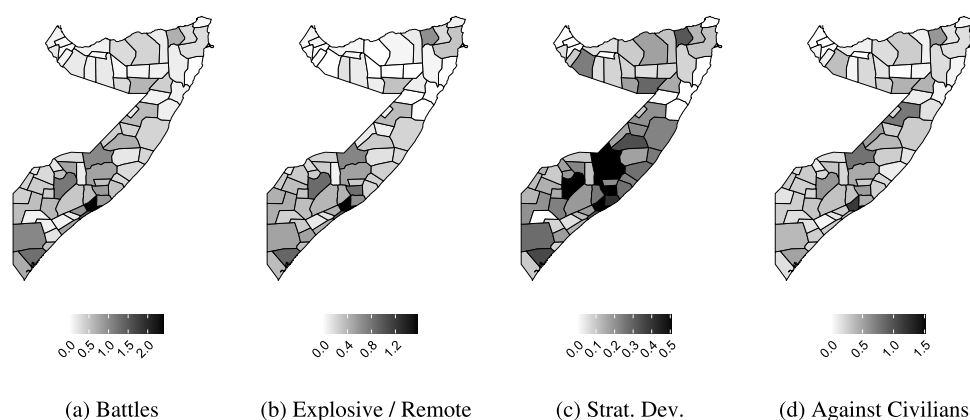 0.0 0.5 1.0 1.5 2.0
0.0 0.4 0.8 1.2
0.0 0.1 0.2 0.3 0.4 0.5
0.0 0.5 1.0 1.5
(a) Battles
(b) Explosive / Remote
(c) Strat. Dev.
(d) Against Civilians